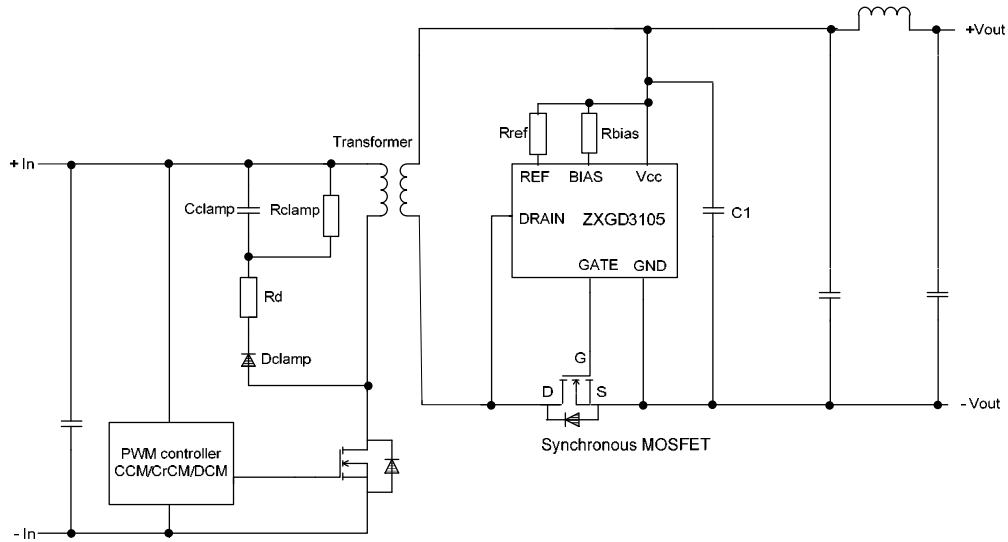 +Vout
Rref
Rbias
Transformer
+In
REF
BIAS
Vcc
Cclamp
Rclamp
DRAIN
ZXGD3105
C1
GATE
GND
Rd
Dclamp
G
D
S
-Vout
Synchronous MOSFET
PWM controller
CCM/CrCM/DCM
-In